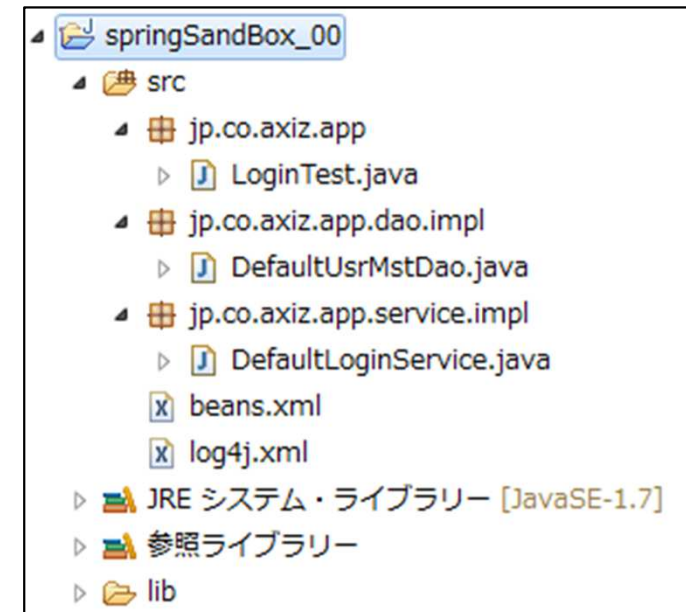 springSandBox_00
src
jp.co.axiz.app
LoginTest.java
jp.co.axiz.app.dao.impl
DefaultUsrMstDao.java
jp.co.axiz.app.service.impl
DefaultLoginService.java
beans.xml
log4j.xml
JRE システム・ライブラリー [JavaSE-1.7]
参照ライブラリー
lib